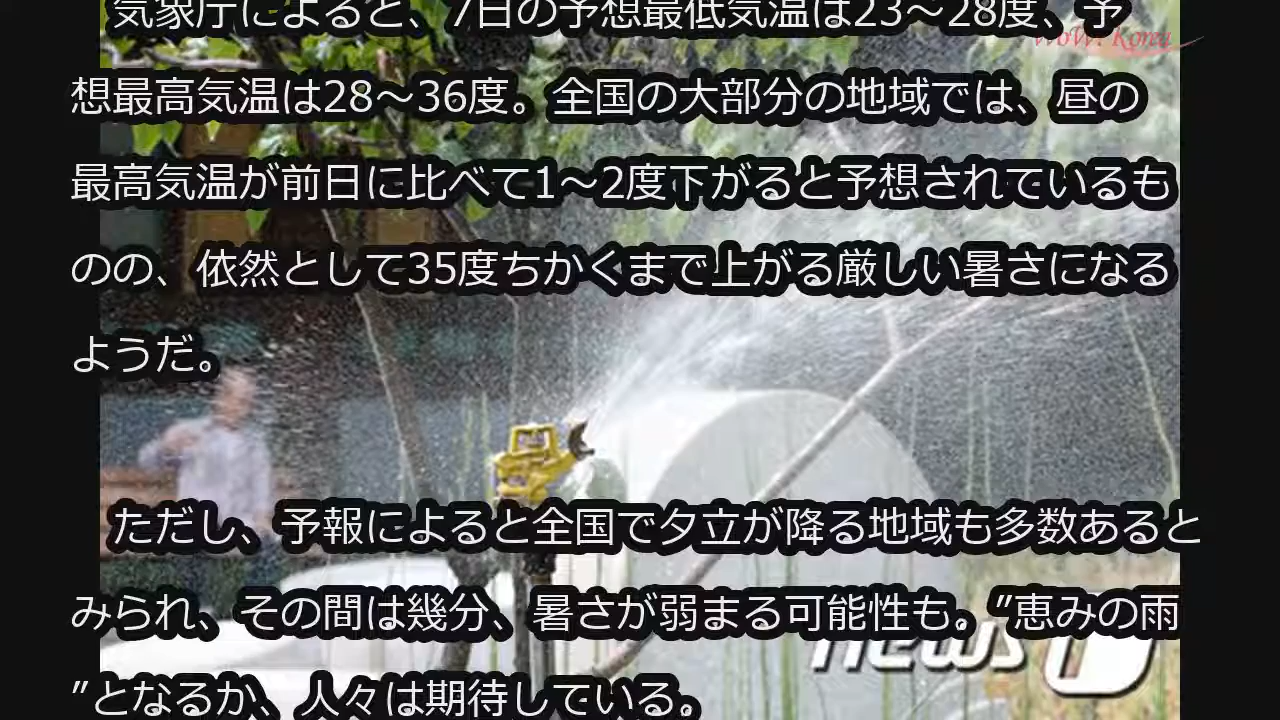 気象庁によると、7日の予想最低気温は23～28度、予
WoW! Korea
想最高気温は28～36度。全国の大部分の地域では、昼の
最高気温が前日に比べて1～2度下がると予想されているも
のの、依然として35度ちかくまで上がる厳しい暑さになる
ようだ。
ただし、予報によると全国で夕立が降る地域も多数あると
みられ、その間は幾分、暑さが弱まる可能性も。”恵みの雨
news1
”となるか、人々は期待している。